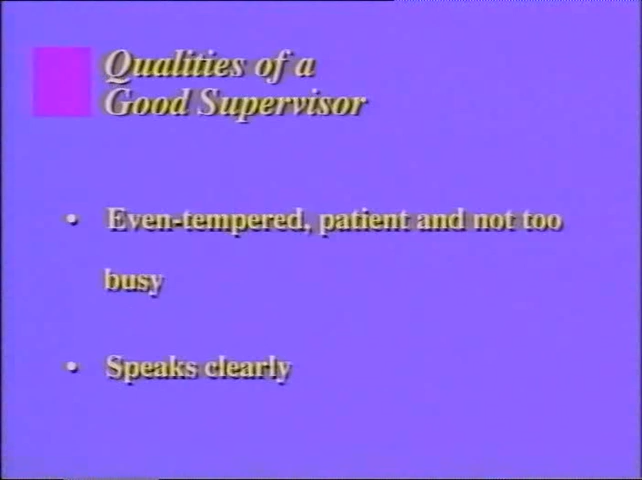 Qualities of a
Good Supervisor
• Even-tempered, patient and not too
busy
• Speaks clearly